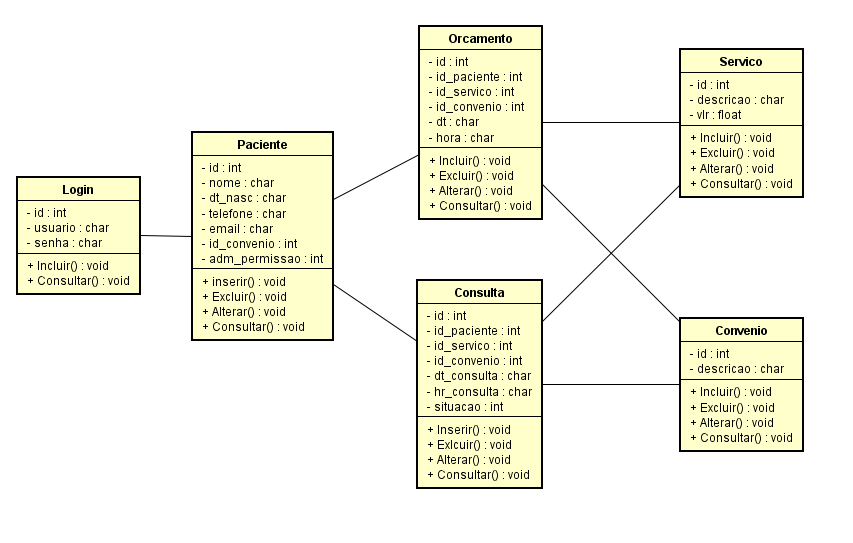 Login
- id : int
- usuario : char
- senha : char
+ Incluir() : void
+ Consultar() : void
Paciente
- id : int
- nome : char
- dt_nasc : char
- telefone : char
- email : char
- id_convenio : int
- adm_permissao : int
+ inserir() : void
+ Excluir() : void
+ Alterar() : void
+ Consultar() : void
Orcamento
- id : int
- id_paciente : int
- id_servico : int
- id_convenio : int
- dt : char
- hora : char
+ Incluir() : void
+ Excluir() : void
+ Alterar() : void
+ Consultar() : void
Consulta
- id : int
- id_paciente : int
- id_servico : int
- id_convenio : int
- dt_consulta : char
- hr_consulta : char
- situacao : int
+ Inserir() : void
+ Exlcuir() : void
+ Alterar() : void
+ Consultar() : void
Servico
- id : int
- descricao : char
- vlr : float
+ Incluir() : void
+ Excluir() : void
+ Alterar() : void
+ Consultar() : void
Convenio
- id : int
- descricao : char
+ Incluir() : void
+ Excluir() : void
+ Alterar() : void
+ Consultar() : void